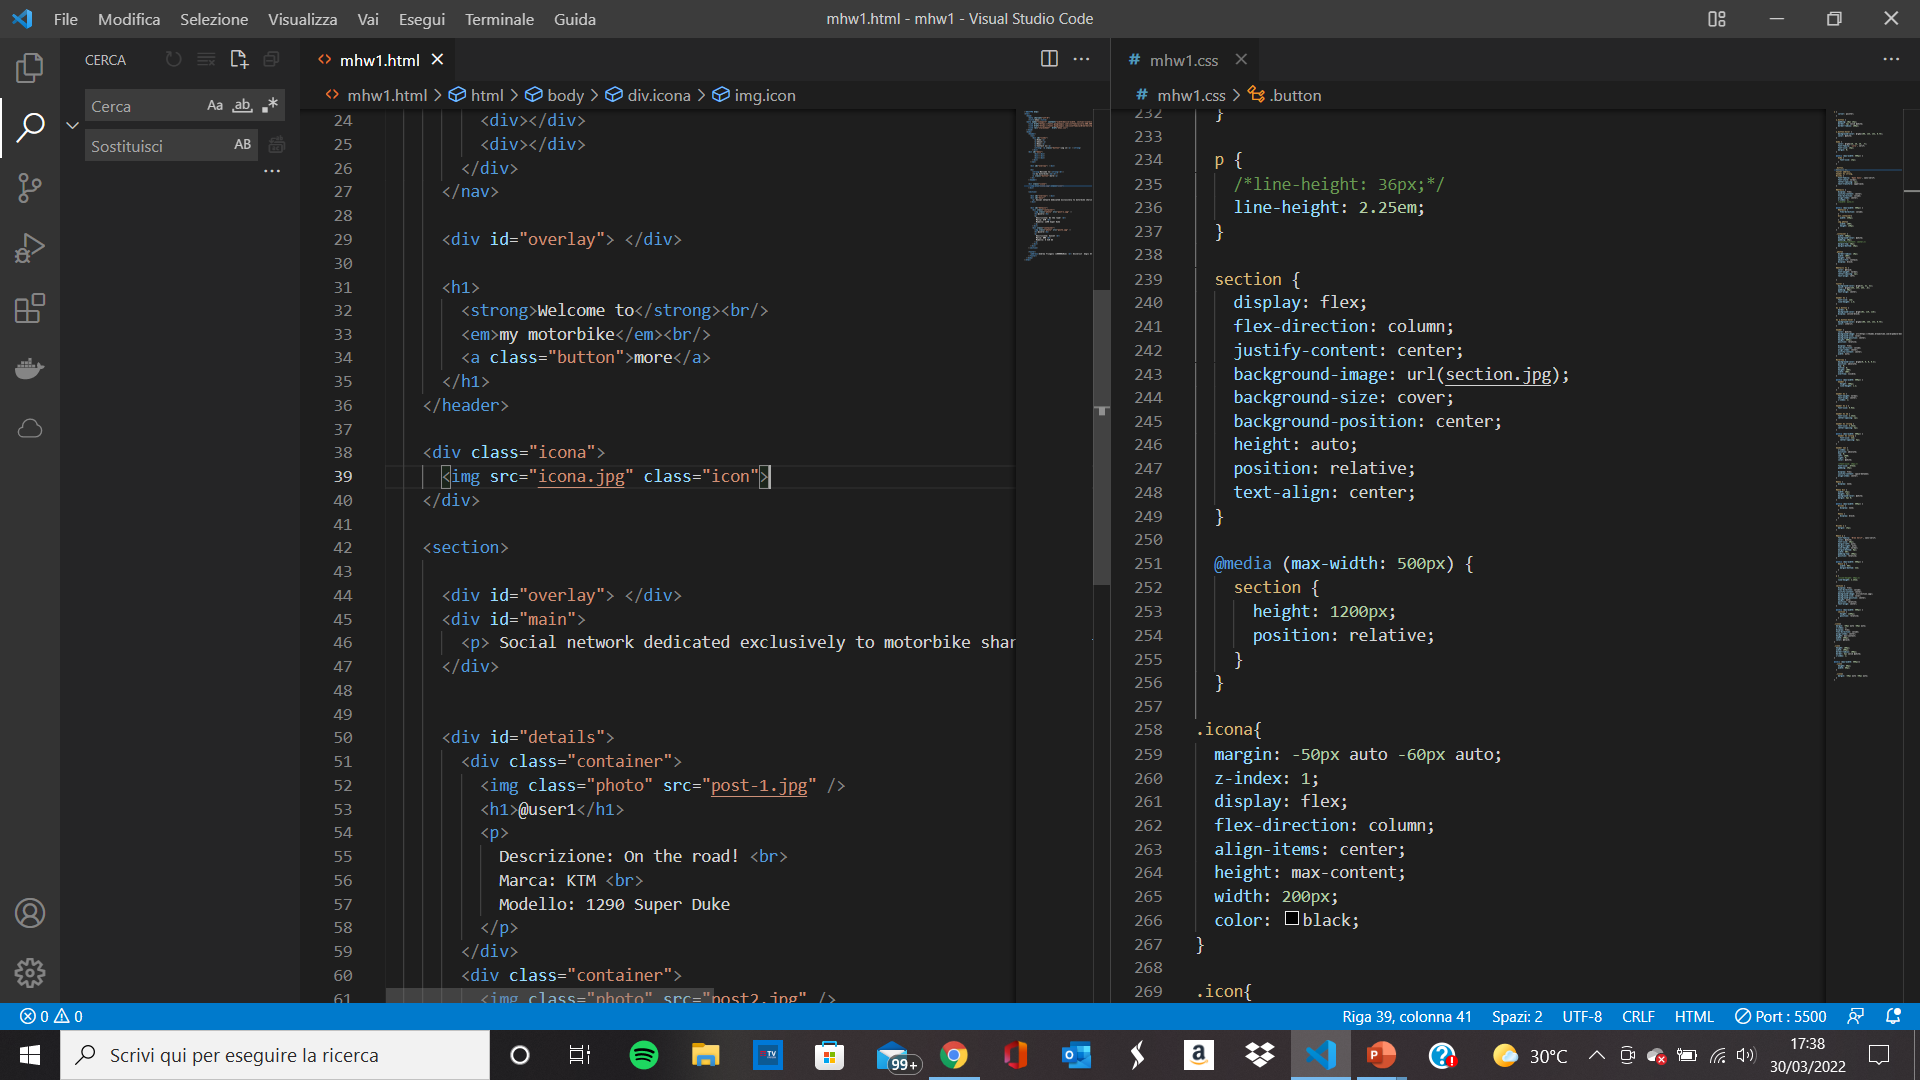 File Modifica Selezione Visualizza Vai Esegui Terminale Guida
mhw1.html - mhw1 - Visual Studio Code
CERCA
Cerca
Aa ab
Sostituisci
AB
mhw1.html
mhw1.html > html > body > div.icona > img.icon
24 <div></div>
25 <div></div>
26 </div>
27 </nav>
28
29 <div id="overlay"> </div>
30
31 <h1>
32 <strong>Welcome to</strong><br/>
33 <em>my motorbike</em><br/>
34 <a class="button">more</a>
35 </h1>
36 </header>
37
38 <div class="icona">
39 <img src="icona.jpg" class="icon">
40 </div>
41
42 <section>
43
44 <div id="overlay"> </div>
45 <div id="main">
46 <p> Social network dedicated exclusively to motorbike shar
47 </div>
48
49
50 <div id="details">
51 <div class="container">
52 <img class="photo" src="post-1.jpg" />
53 <h1>@user1</h1>
54 <p>
55 Descrizione: On the road! <br>
56 Marca: KTM <br>
57 Modello: 1290 Super Duke
58 </p>
59 </div>
60 <div class="container">
61 <img class="photo" src="post2.jpg" />
mhw1.css
mhw1.css > .button
232 }
233
234 p {
235 /*line-height: 36px;*/
236 line-height: 2.25em;
237 }
238
239 section {
240 display: flex;
241 flex-direction: column;
242 justify-content: center;
243 background-image: url(section.jpg);
244 background-size: cover;
245 background-position: center;
246 height: auto;
247 position: relative;
248 text-align: center;
249 }
250
251 @media (max-width: 500px) {
252 section {
253 height: 1200px;
254 position: relative;
255 }
256 }
257
258 .icona{
259 margin: -50px auto -60px auto;
260 z-index: 1;
261 display: flex;
262 flex-direction: column;
263 align-items: center;
264 height: max-content;
265 width: 200px;
266 color: black;
267 }
268
269 .icon{
0 0
Riga 39, colonna 41 Spazi: 2 UTF-8 CRLF HTML Port : 5500
Scrivi qui per eseguire la ricerca
TV
99+
30°C
17:38
30/03/2022